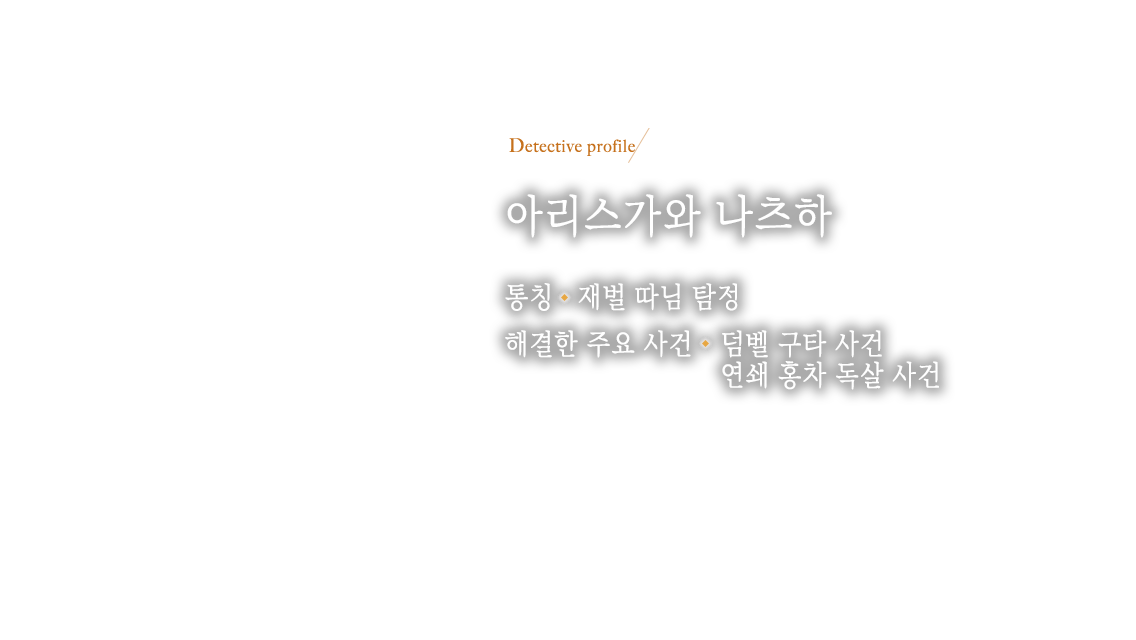 Detective profile
아리스가와 나츠하
통칭◆재벌 따님 탐정
해결한 주요 사건◆덤벨 구타 사건
연쇄 홍차 독살 사건